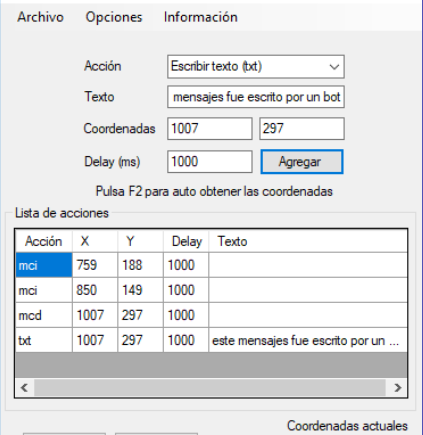 Archivo Opciones Información
Acción Escribir texto (txt)
Texto mensajes fue escrito por un bot
Coordenadas 1007 297
Delay (ms) 1000 Agregar
Pulsa F2 para auto obtener las coordenadas
Lista de acciones
Acción X Y Delay Texto
mci 759 188 1000
mci 850 149 1000
mcd 1007 297 1000
txt 1007 297 1000 este mensajes fue escrito por un ...
Coordenadas actuales